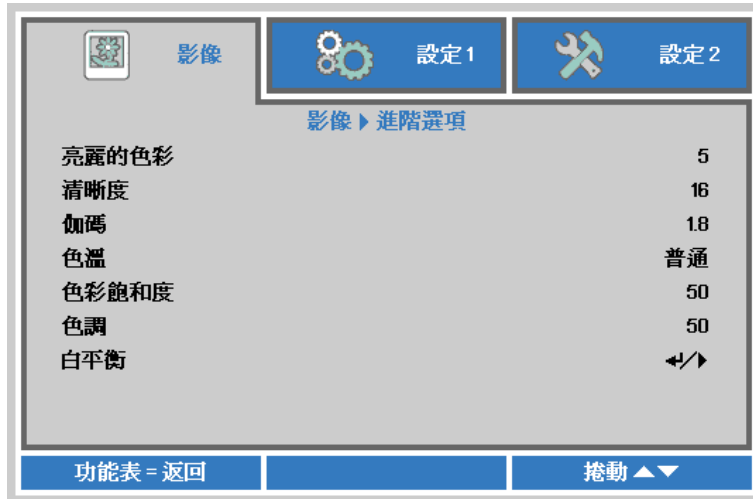 影像 設定1 設定2
影像▶進階選項
亮麗的色彩 5
清晰度 16
伽碼 1.8
色溫 普通
色彩飽和度 50
色調 50
白平衡 ↵/▶
功能表 = 返回 捲動▲▼